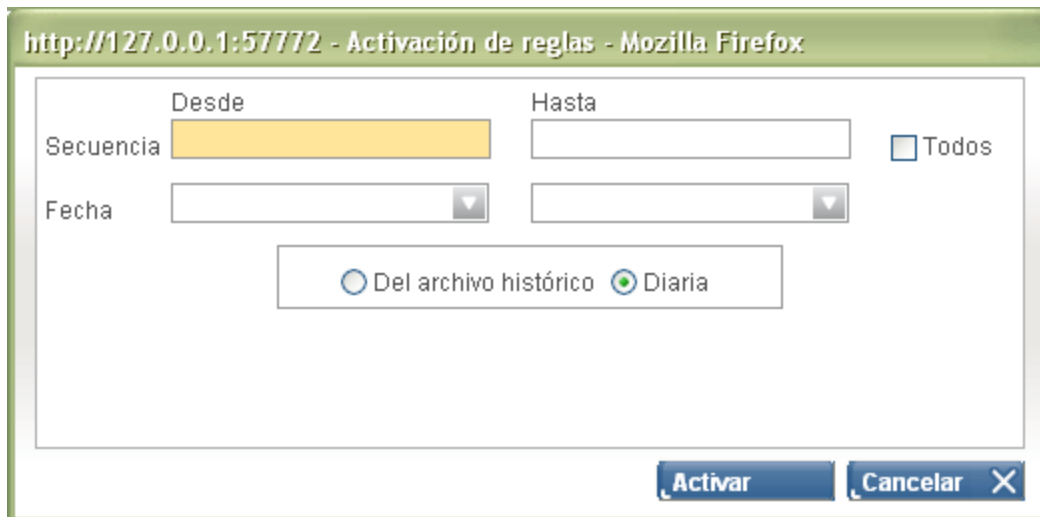 http://127.0.0.1:57772 - Activación de reglas - Mozilla Firefox
Desde Hasta
Secuencia Todos
Fecha
Del archivo histórico Diaria
Activar Cancelar